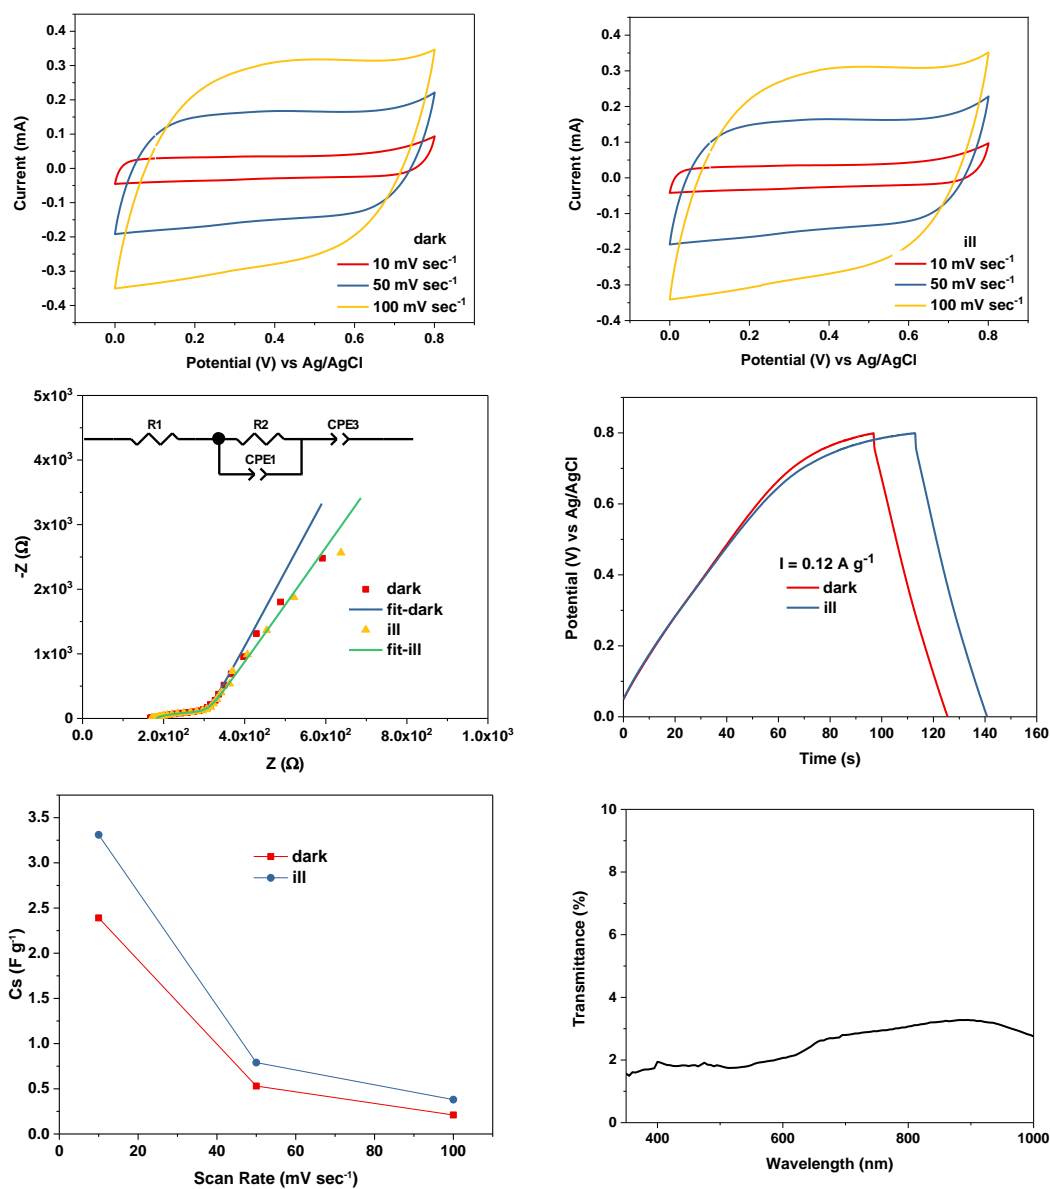 0.4
0.3
0.2
0.1
0.0
-0.1
-0.2
-0.3
-0.4
Current (mA)
dark
10 mV sec⁻¹
50 mV sec⁻¹
100 mV sec⁻¹
0.0 0.2 0.4 0.6 0.8
Potential (V) vs Ag/AgCl
0.4
0.3
0.2
0.1
0.0
-0.1
-0.2
-0.3
-0.4
Current (mA)
ill
10 mV sec⁻¹
50 mV sec⁻¹
100 mV sec⁻¹
0.0 0.2 0.4 0.6 0.8
Potential (V) vs Ag/AgCl
5x10³
4x10³
3x10³
2x10³
1x10³
0
-Z (Ω)
R1 R2 CPE3
CPE1
dark
fit-dark
ill
fit-ill
0.0 2.0x10² 4.0x10² 6.0x10² 8.0x10² 1.0x10³
Z (Ω)
0.8
0.4
0.0
Potential (V) vs Ag/AgCl
I = 0.12 A g⁻¹
dark
ill
0 20 40 60 80 100 120 140 160
Time (s)
3.5
3.0
2.5
2.0
1.5
1.0
0.5
0.0
Cs (F g⁻¹)
dark
ill
0 20 40 60 80 100
Scan Rate (mV sec⁻¹)
10
8
6
4
2
0
Transmittance (%)
400 600 800 1000
Wavelength (nm)